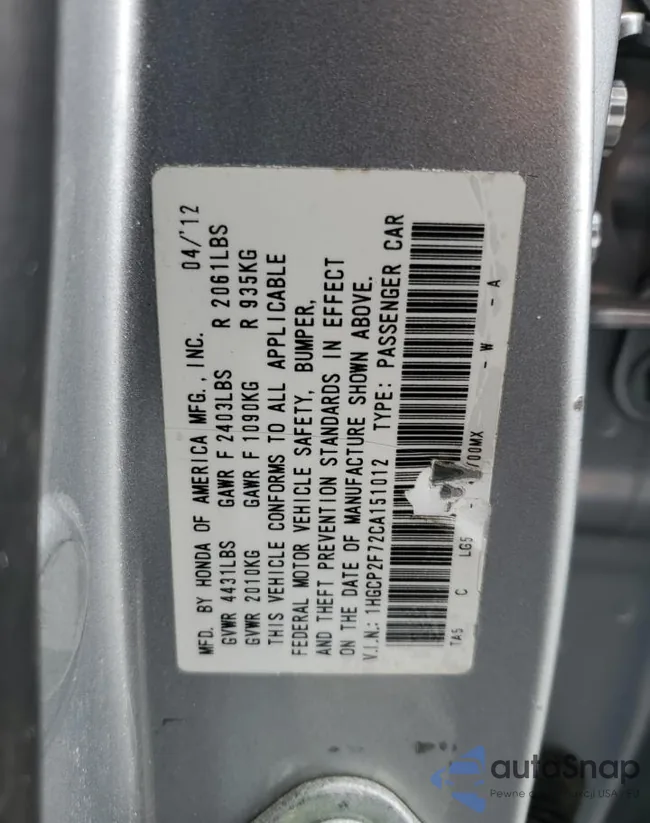 MFD. BY HONDA OF AMERICA MFG., INC. 04/'12
GVWR 4431LBS GAWR F 2403LBS R 2061LBS
GVWR 2010KG GAWR F 1090KG R 935KG
THIS VEHICLE CONFORMS TO ALL APPLICABLE
FEDERAL MOTOR VEHICLE SAFETY, BUMPER,
AND THEFT PREVENTION STANDARDS IN EFFECT
ON THE DATE OF MANUFACTURE SHOWN ABOVE.
V.I.N.: 1HGCP2F72CA151012 TYPE: PASSENGER CAR
TA5 C LG5 - /00MX - W - A
autoSnap
Pewne